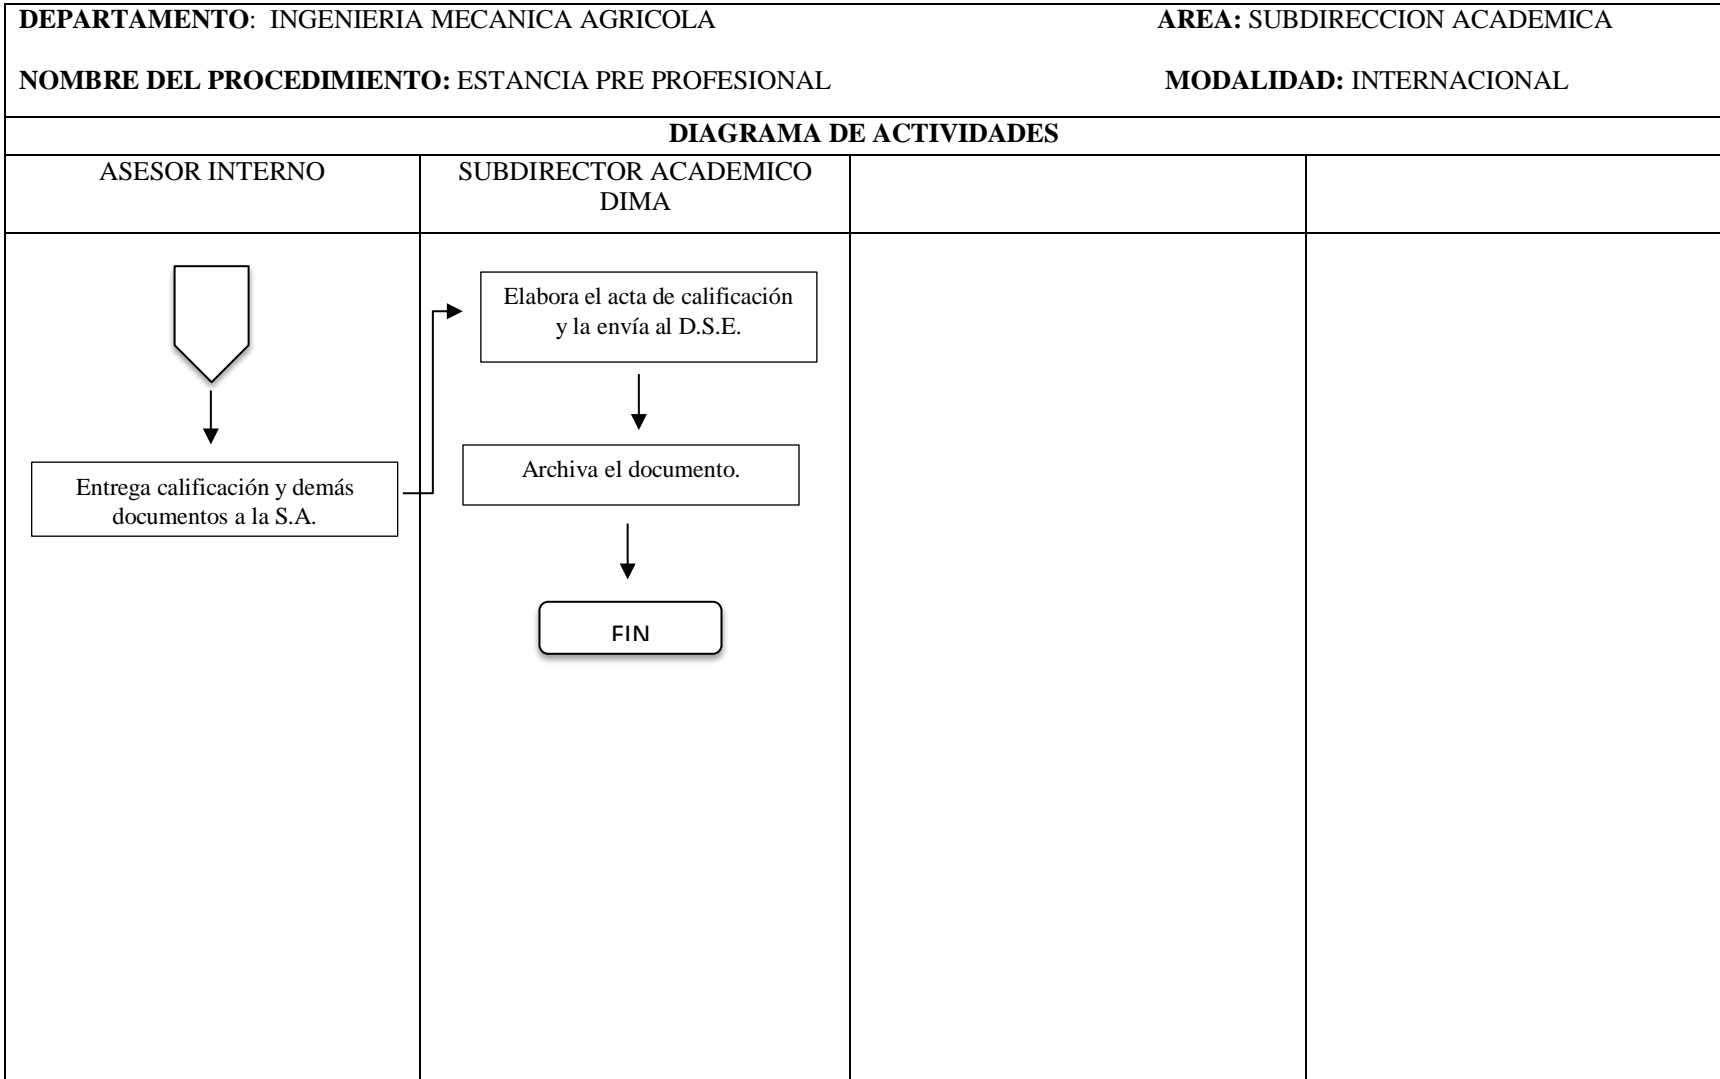 DEPARTAMENTO: INGENIERIA MECANICA AGRICOLA AREA: SUBDIRECCION ACADEMICA
NOMBRE DEL PROCEDIMIENTO: ESTANCIA PRE PROFESIONAL MODALIDAD: INTERNACIONAL
DIAGRAMA DE ACTIVIDADES
ASESOR INTERNO
SUBDIRECTOR ACADEMICO
DIMA
Entrega calificación y demás
documentos a la S.A.
Elabora el acta de calificación
y la envía al D.S.E.
Archiva el documento.
FIN